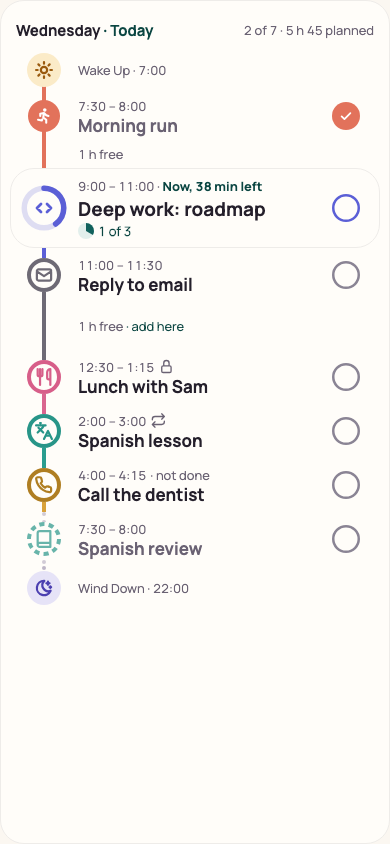 Wednesday · Today
2 of 7 · 5 h 45 planned
Wake Up · 7:00
7:30 – 8:00
Morning run
1 h free
9:00 – 11:00 · Now, 38 min left
Deep work: roadmap
1 of 3
11:00 – 11:30
Reply to email
1 h free · add here
12:30 – 1:15
Lunch with Sam
2:00 – 3:00
Spanish lesson
4:00 – 4:15 · not done
Call the dentist
7:30 – 8:00
Spanish review
Wind Down · 22:00